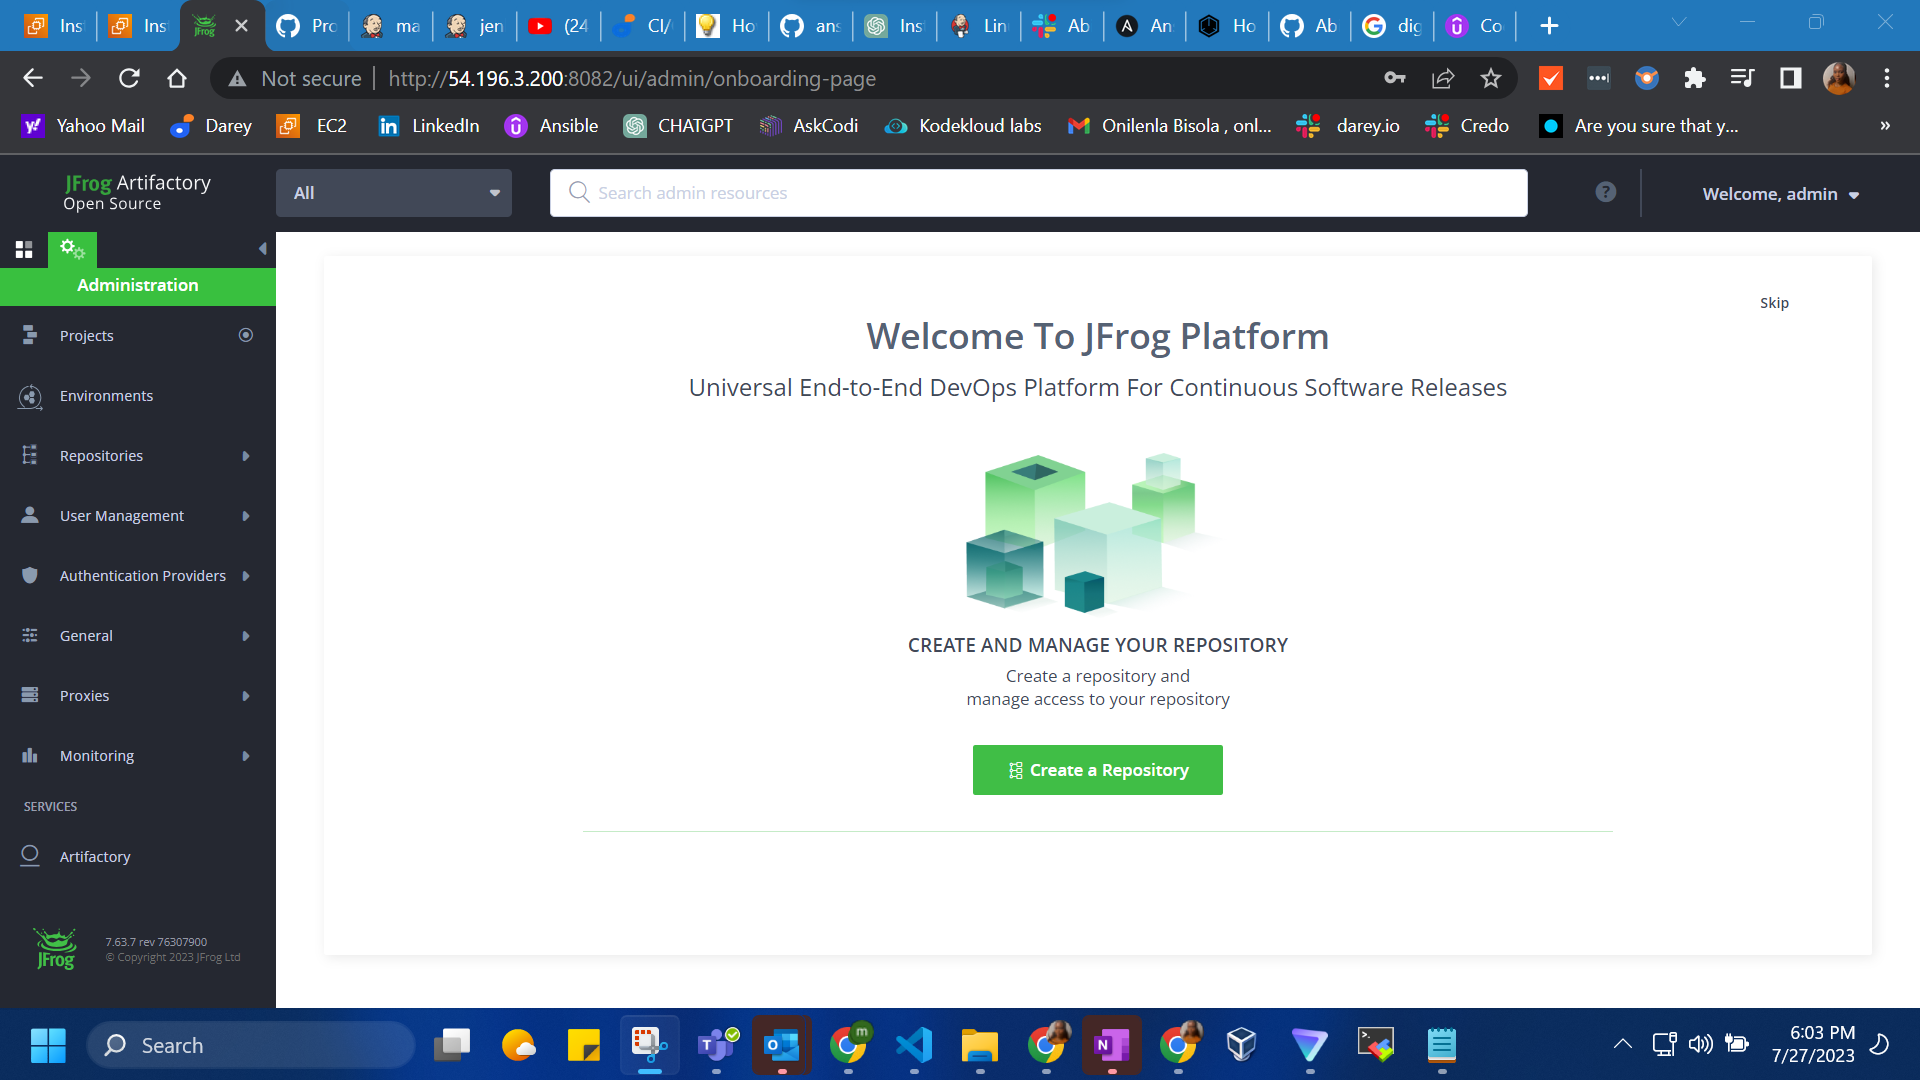 Ins
Ins
Pro
ma
jen
(24
CI/
Ho
ans
Ins
Lin
Ab
An
Ho
Ab
dig
Co
Not secure
http://54.196.3.200:8082/ui/admin/onboarding-page
Yahoo Mail
Darey
EC2
LinkedIn
Ansible
CHATGPT
AskCodi
Kodekloud labs
Onilenla Bisola , onl...
darey.io
Credo
Are you sure that y...
»
JFrog Artifactory
Open Source
All
Search admin resources
?
Welcome, admin
Administration
Projects
Environments
Repositories
User Management
Authentication Providers
General
Proxies
Monitoring
SERVICES
Artifactory
JFrog
7.63.7 rev 76307900
© Copyright 2023 JFrog Ltd
Skip
Welcome To JFrog Platform
Universal End-to-End DevOps Platform For Continuous Software Releases
CREATE AND MANAGE YOUR REPOSITORY
Create a repository and
manage access to your repository
Create a Repository
Search
m
6:03 PM
7/27/2023